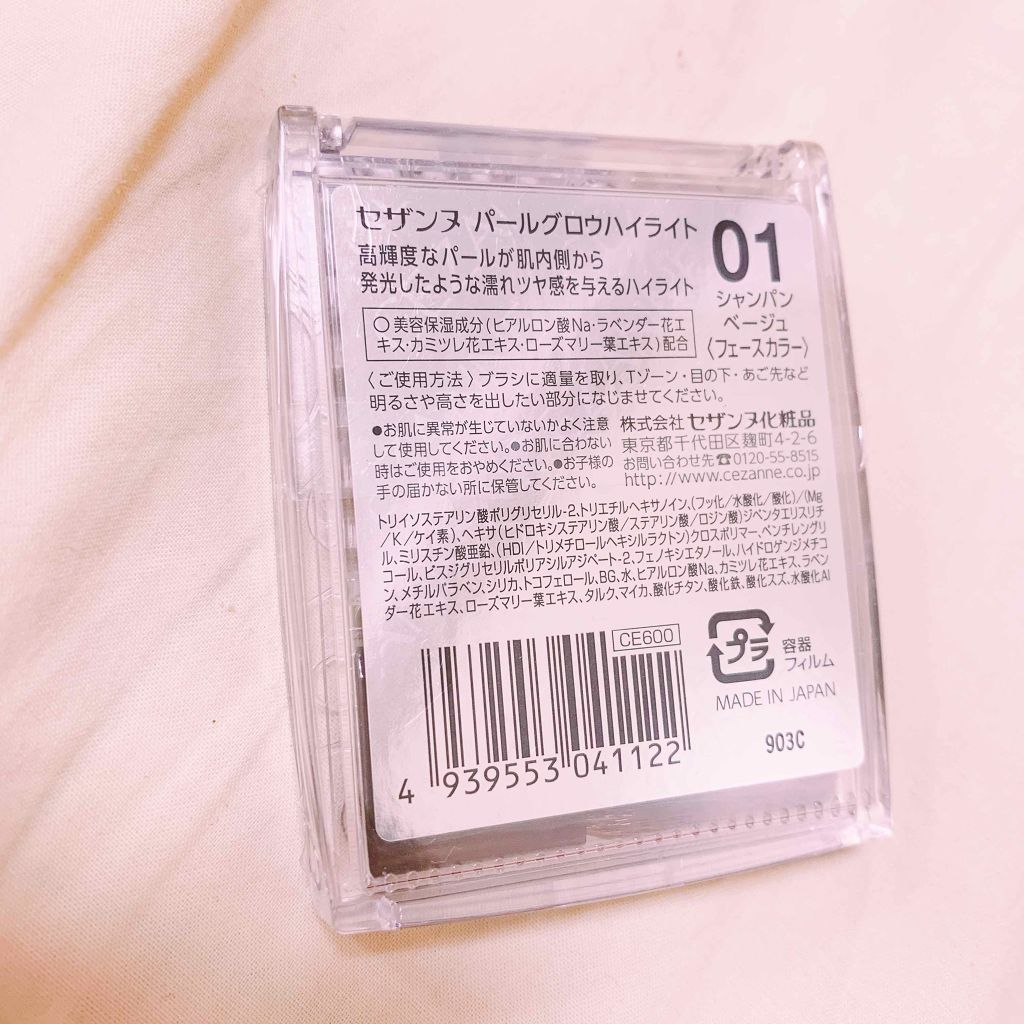 セザンヌ パールグロウハイライト
高輝度なパールが肌内側から
発光したような濡れツヤ感を与えるハイライト
01
シャンパン
ベージュ
〈フェースカラー〉
○美容保湿成分(ヒアルロン酸Na・ラベンダー花エ
キス・カミツレ花エキス・ローズマリー葉エキス)配合
〈ご使用方法〉ブラシに適量を取り、Tゾーン・目の下・あご先など
明るさや高さを出したい部分になじませてください。
●お肌に異常が生じていないかよく注意
して使用してください。●お肌に合わない
時はご使用をおやめください。●お子様の
手の届かない所に保管してください。
株式会社 セザンヌ化粧品
東京都千代田区麹町4-2-6
お問い合わせ先☎0120-55-8515
http://www.cezanne.co.jp
トリイソステアリン酸ポリグリセリル-2、トリエチルヘキサノイン、(フッ化/水酸化/酸化)/(Mg
/K/ケイ素)、ヘキサ(ヒドロキシステアリン酸/ステアリン酸/ロジン酸)ジペンタエリスリチ
ル、ミリスチン酸亜鉛、(HDI/トリメチロールヘキシルラクトン)クロスポリマー、ペンチレングリ
コール、ビスジグリセリルポリアシルアジペート-2、フェノキシエタノール、ハイドロゲンジメチコ
ン、メチルパラベン、シリカ、トコフェロール、BG、水、ヒアルロン酸Na、カミツレ花エキス、ラベン
ダー花エキス、ローズマリー葉エキス、タルク、マイカ、酸化チタン、酸化鉄、酸化スズ、水酸化Al
CE600
4 939553 041122
プラ
容器
フィルム
MADE IN JAPAN
903C